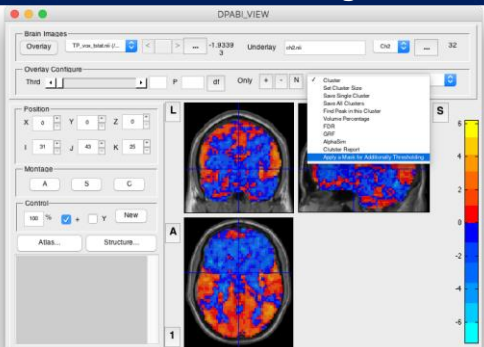 DPABI_VIEW
Brain Images
Overlay TP_vox_total.nii (/... < > ... -1.9339 3 Underlay ch2.nii Ch2 ... 32
Overlay Configure
Thrd P df Only + - N ✓ Cluster
Set Cluster Size
Save Single Cluster
Save All Clusters
Find Peak in this Cluster
Volume Percentage
FDR
GRF
AlphaSim
Cluster Report
Apply a Mask for Additionally Thresholding
Position
X 0 Y 0 Z 0
I 31 J 43 K 25
Montage
A S C
Control
100 % + Y New
Atlas... Structure...
L
S
A
1
6
4
2
0
-2
-4
-6